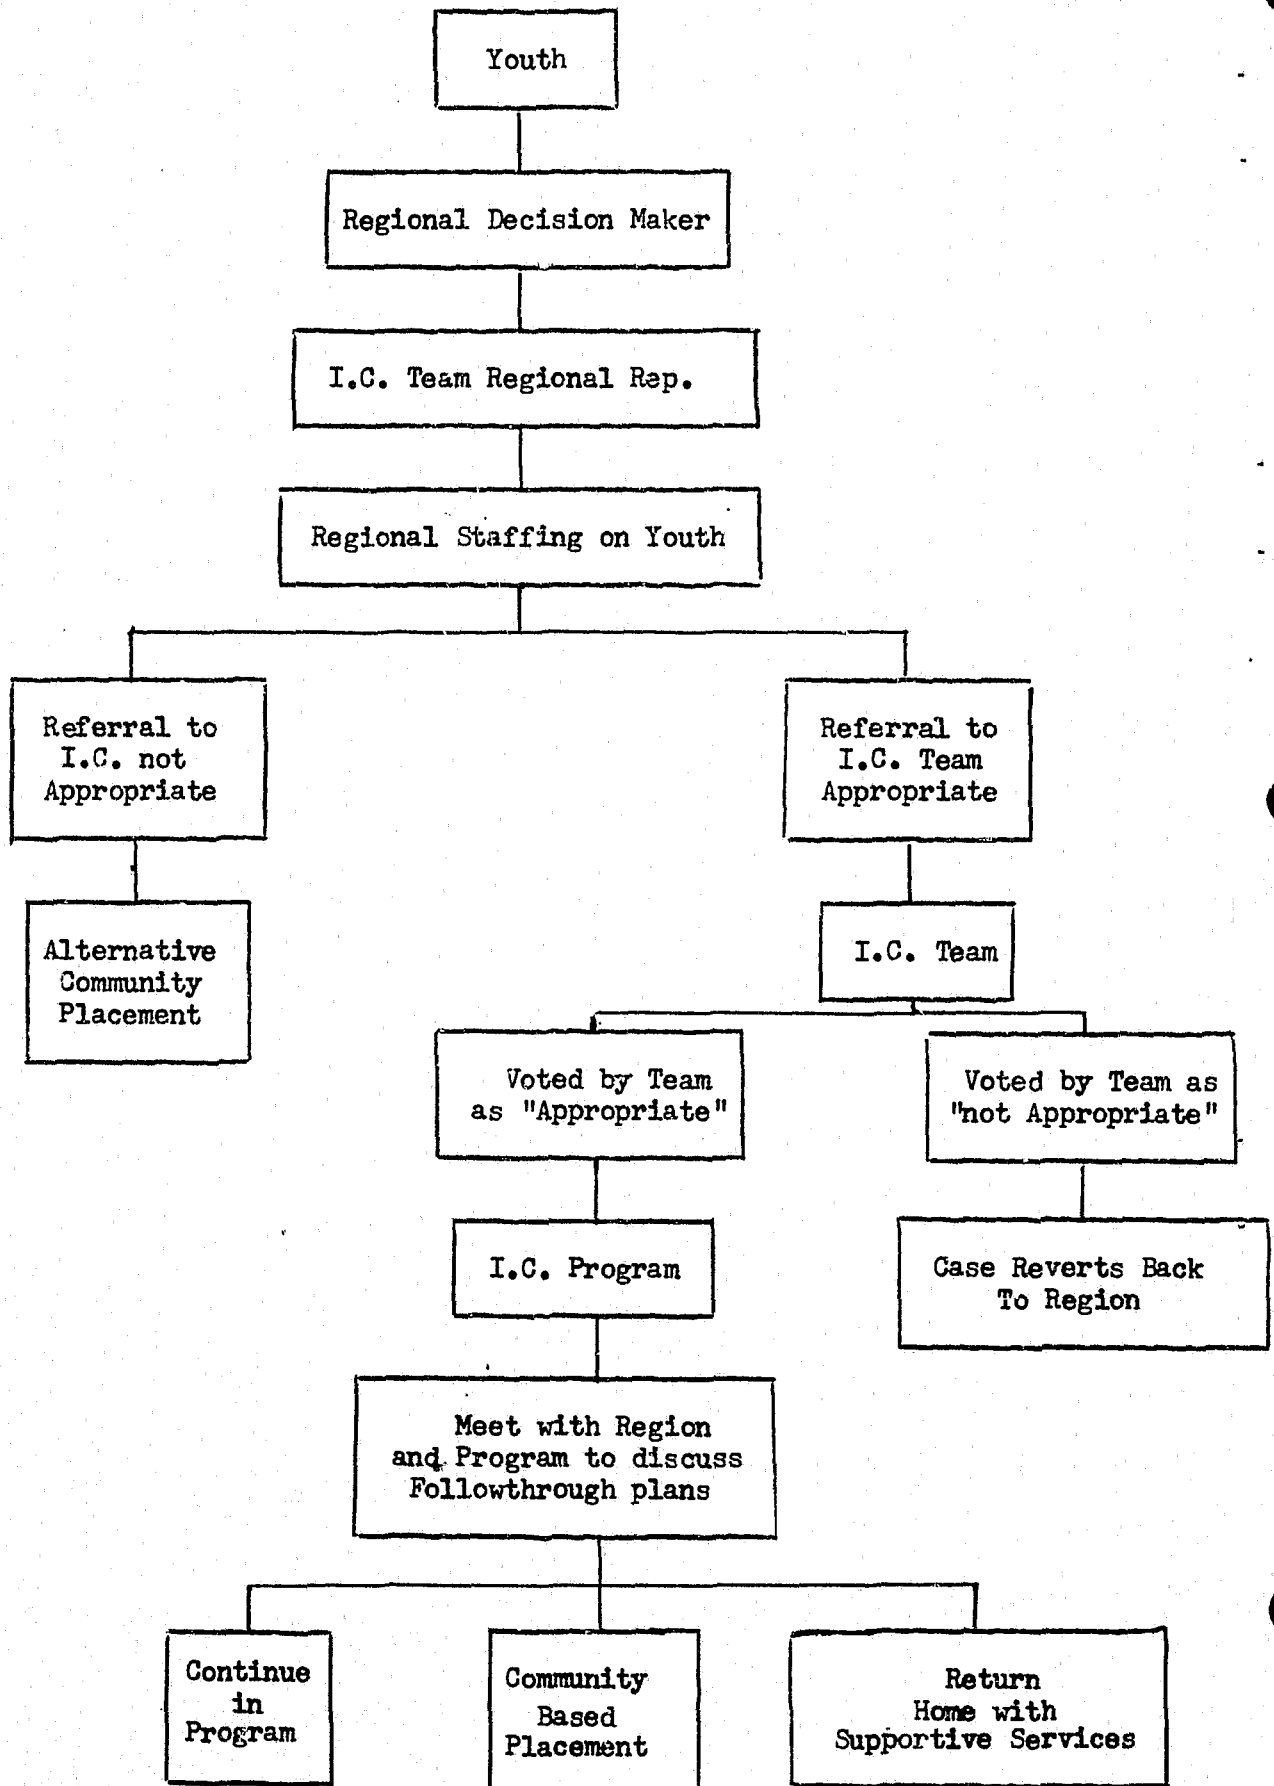 Youth
Regional Decision Maker
I.C. Team Regional Rep.
Regional Staffing on Youth
Referral to
I.C. not
Appropriate
Referral to
I.C. Team
Appropriate
Alternative
Community
Placement
I.C. Team
Voted by Team
as "Appropriate"
Voted by Team as
"not Appropriate"
I.C. Program
Case Reverts Back
To Region
Meet with Region
and Program to discuss
Followthrough plans
Continue
in
Program
Community
Based
Placement
Return
Home with
Supportive Services